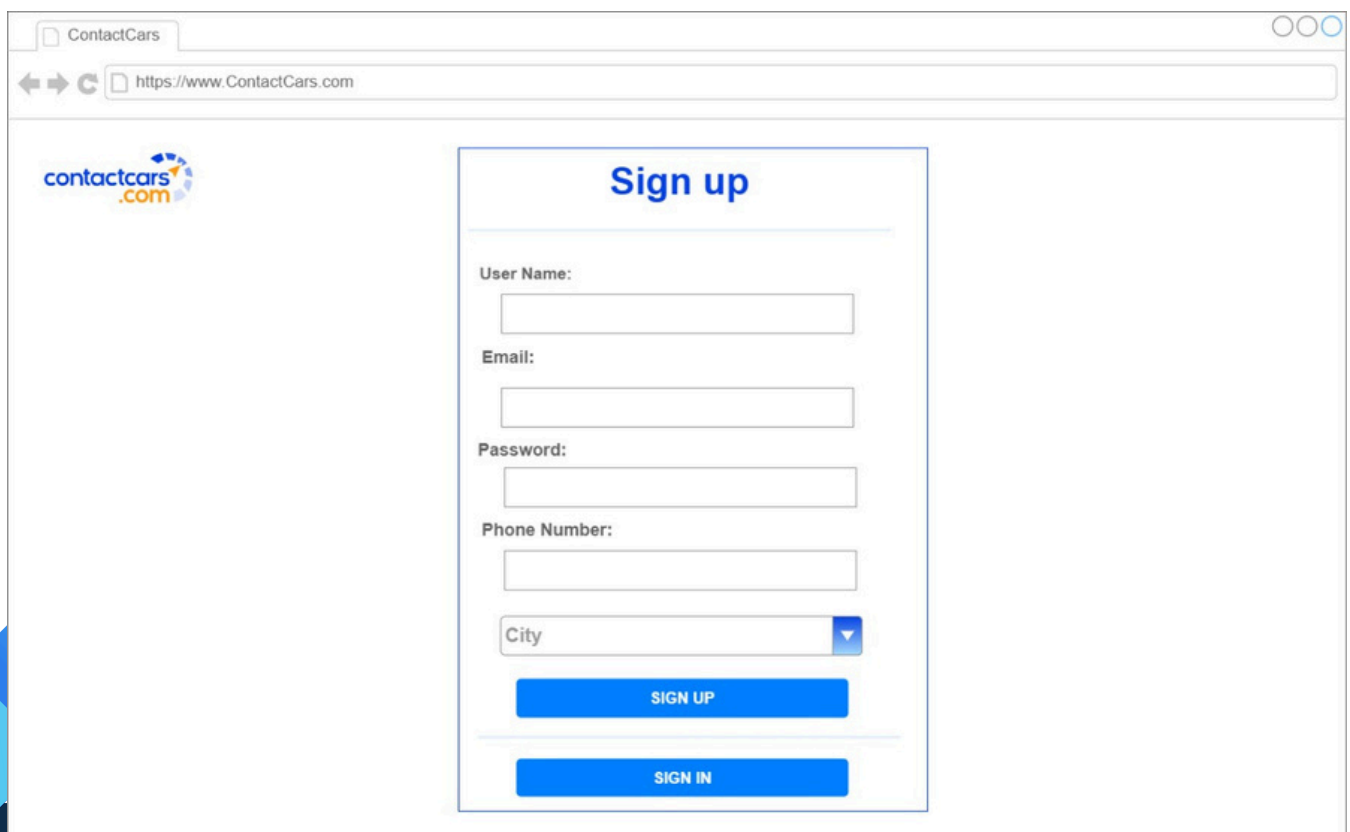 ContactCars
https://www.ContactCars.com
contactcars
.com
Sign up
User Name:
Email:
Password:
Phone Number:
City
SIGN UP
SIGN IN